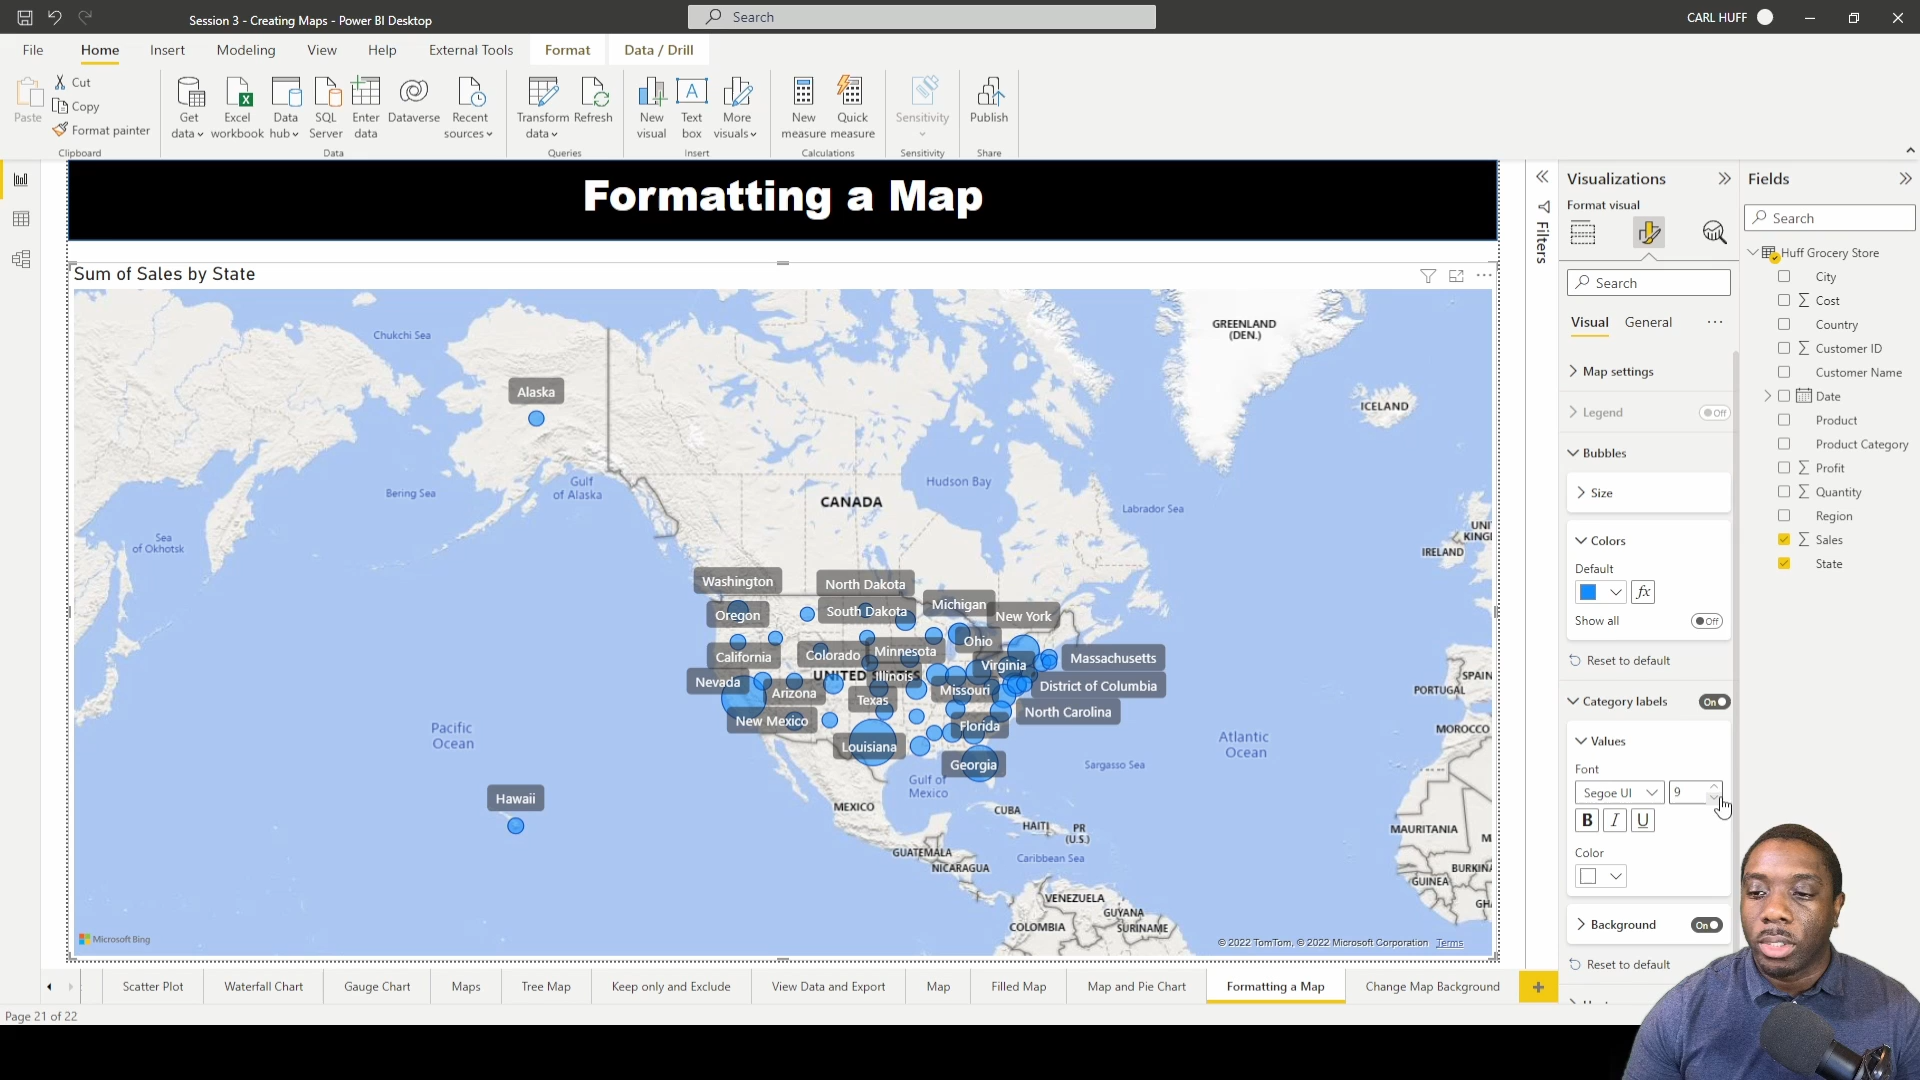 Session 3 - Creating Maps - Power BI Desktop
Search
CARL HUFF
File
Home
Insert
Modeling
View
Help
External Tools
Format
Data / Drill
Paste
Cut
Copy
Format painter
Clipboard
Get data
Excel workbook
Data hub
SQL Server
Enter data
Dataverse
Recent sources
Data
Transform data
Refresh
Queries
New visual
Text box
More visuals
Insert
New measure
Quick measure
Calculations
Sensitivity
Sensitivity
Publish
Share
Formatting a Map
Sum of Sales by State
Chukchi Sea
Alaska
Bering Sea
Gulf of Alaska
Sea of Okhotsk
CANADA
Hudson Bay
Labrador Sea
GREENLAND (DEN.)
ICELAND
IRELAND
PORTUGAL
SPAIN
MOROCCO
MAURITANIA
GUINEA
Washington
North Dakota
Oregon
South Dakota
Michigan
New York
Ohio
California
Colorado
Minnesota
Virginia
Massachusetts
Nevada
UNITED STATES
Illinois
Arizona
Missouri
District of Columbia
Texas
New Mexico
North Carolina
Florida
Louisiana
Georgia
Pacific Ocean
Atlantic Ocean
Sargasso Sea
Gulf of Mexico
Hawaii
MEXICO
CUBA
HAITI
PR (U.S.)
GUATEMALA
Caribbean Sea
NICARAGUA
VENEZUELA
GUYANA
COLOMBIA
SURINAME
Microsoft Bing
© 2022 TomTom, © 2022 Microsoft Corporation Terms
Filters
Visualizations
Format visual
Search
Visual
General
Map settings
Legend
Off
Bubbles
Size
Colors
Default
fx
Show all
Off
Reset to default
Category labels
On
Values
Font
Segoe UI
9
B
I
U
Color
Background
On
Reset to default
Fields
Search
Huff Grocery Store
City
Cost
Country
Customer ID
Customer Name
Date
Product
Product Category
Profit
Quantity
Region
Sales
State
Scatter Plot
Waterfall Chart
Gauge Chart
Maps
Tree Map
Keep only and Exclude
View Data and Export
Map
Filled Map
Map and Pie Chart
Formatting a Map
Change Map Background
Page 21 of 22